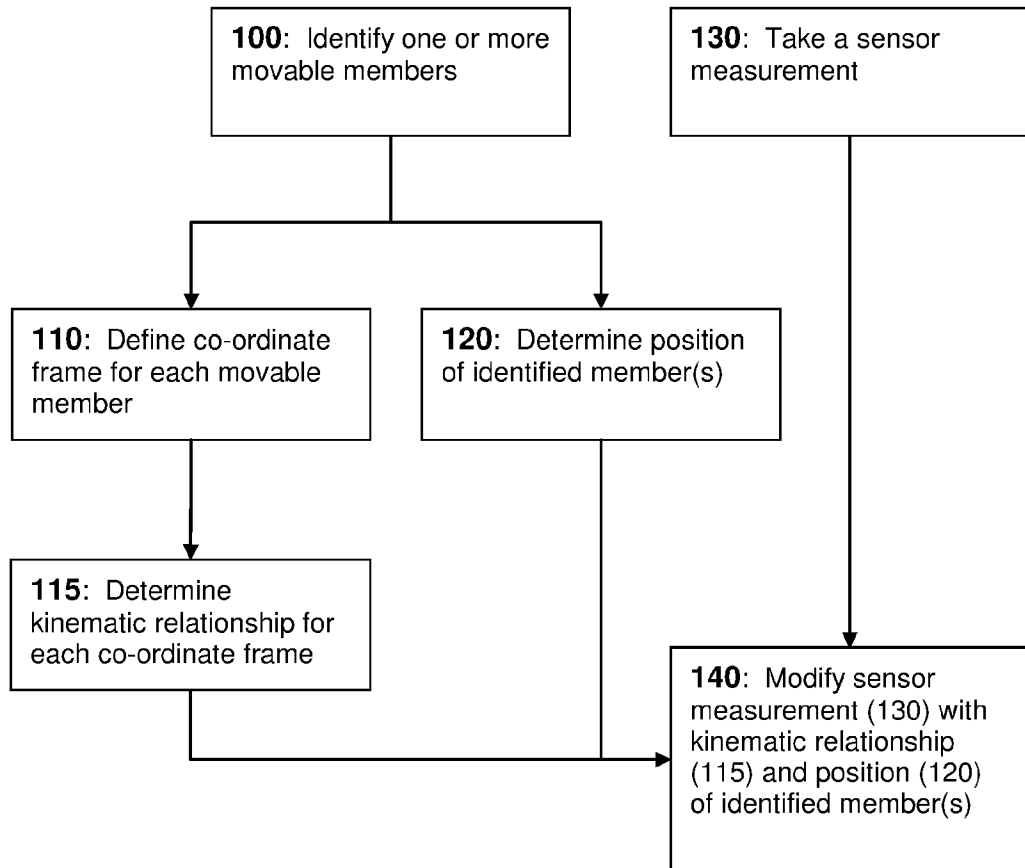 100: Identify one or more
movable members
130: Take a sensor
measurement
110: Define co-ordinate
frame for each movable
member
120: Determine position
of identified member(s)
115: Determine
kinematic relationship for
each co-ordinate frame
140: Modify sensor
measurement (130) with
kinematic relationship
(115) and position (120)
of identified member(s)